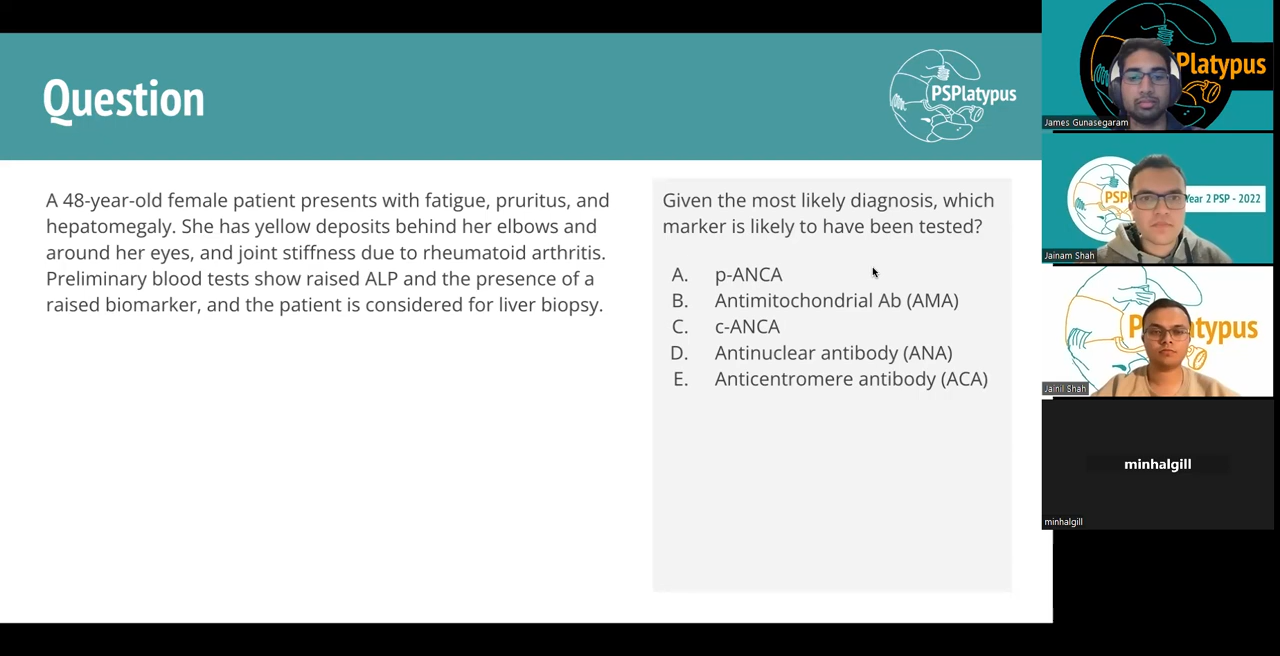 Question
PSPlatypus
A 48-year-old female patient presents with fatigue, pruritus, and
hepatomegaly. She has yellow deposits behind her elbows and
around her eyes, and joint stiffness due to rheumatoid arthritis.
Preliminary blood tests show raised ALP and the presence of a
raised biomarker, and the patient is considered for liver biopsy.
Given the most likely diagnosis, which
marker is likely to have been tested?
A. p-ANCA
B. Antimitochondrial Ab (AMA)
C. c-ANCA
D. Antinuclear antibody (ANA)
E. Anticentromere antibody (ACA)
Platypus
James Gunasegaram
PSP
Year 2 PSP - 2022
Jainam Shah
P typus
Jainil Shah
minhalgill
minhalgill